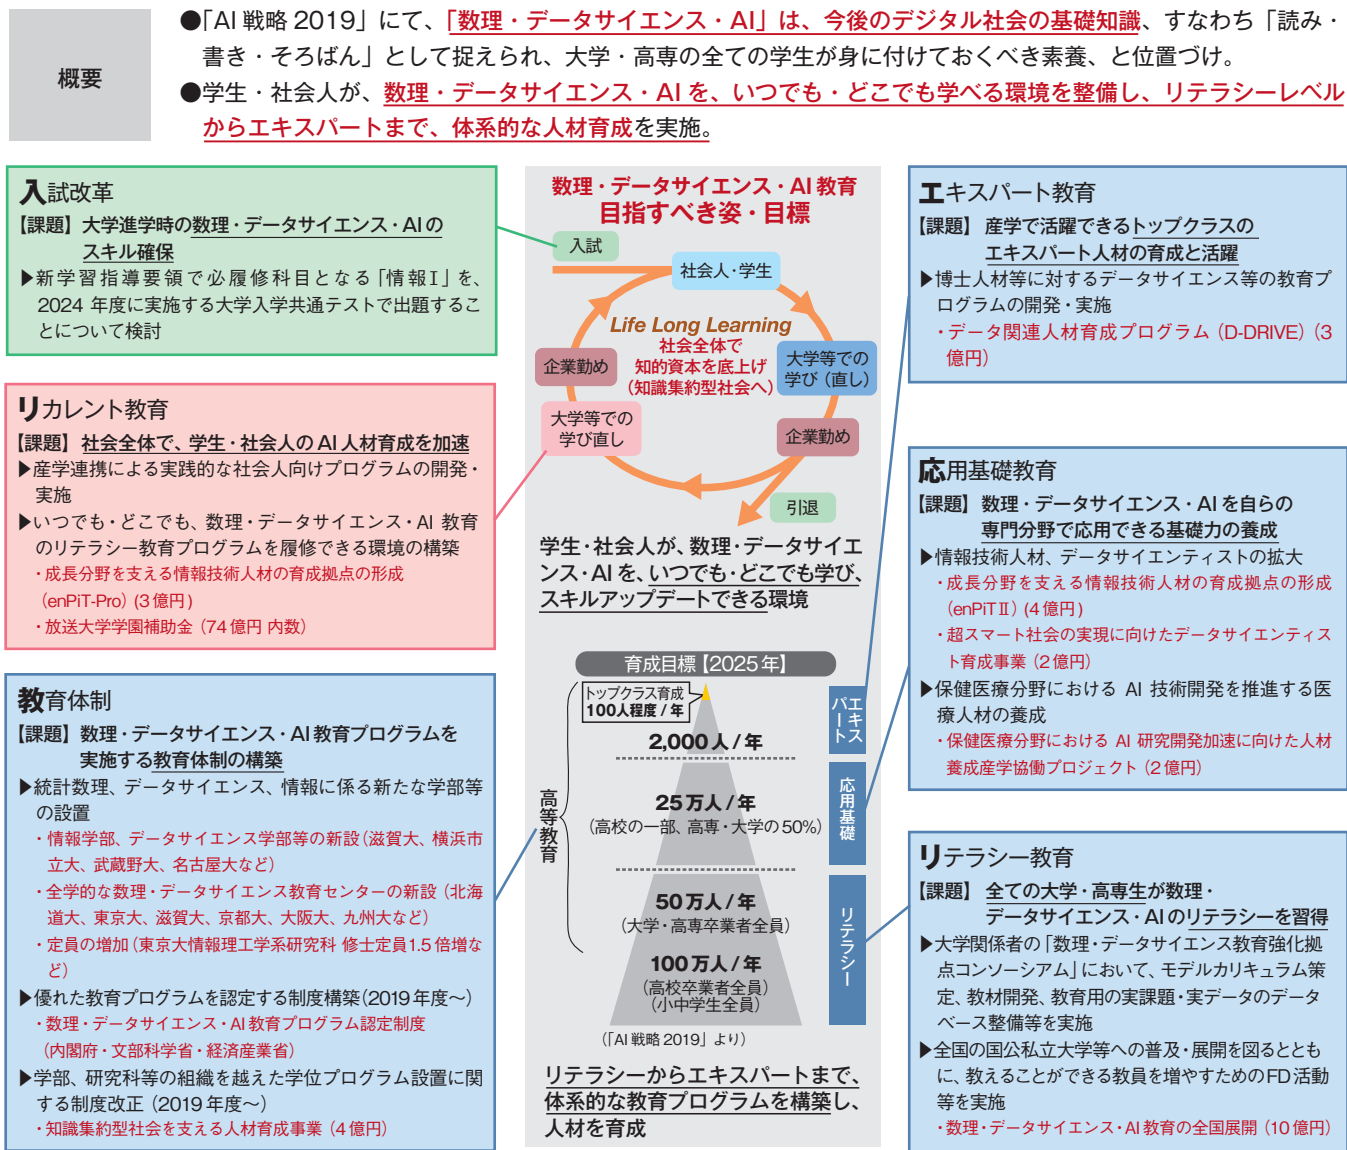 概要
●「AI 戦略 2019」にて、「数理・データサイエンス・AI」は、今後のデジタル社会の基礎知識、すなわち「読み・
書き・そろばん」として捉えられ、大学・高専の全ての学生が身に付けておくべき素養、と位置づけ。
●学生・社会人が、数理・データサイエンス・AI を、いつでも・どこでも学べる環境を整備し、リテラシーレベル
からエキスパートまで、体系的な人材育成を実施。
入試改革
【課題】大学進学時の数理・データサイエンス・AIの
スキル確保
▶新学習指導要領で必履修科目となる「情報Ⅰ」を、
2024 年度に実施する大学入学共通テストで出題するこ
とについて検討
リカレント教育
【課題】社会全体で、学生・社会人の AI 人材育成を加速
▶産学連携による実践的な社会人向けプログラムの開発・
実施
▶いつでも・どこでも、数理・データサイエンス・AI 教育
のリテラシー教育プログラムを履修できる環境の構築
・成長分野を支える情報技術人材の育成拠点の形成
（enPiT-Pro）(3 億円)
・放送大学学園補助金（74 億円 内数）
教育体制
【課題】数理・データサイエンス・AI 教育プログラムを
実施する教育体制の構築
▶統計数理、データサイエンス、情報に係る新たな学部等
の設置
・情報学部、データサイエンス学部等の新設（滋賀大、横浜市
立大、武蔵野大、名古屋大など）
・全学的な数理・データサイエンス教育センターの新設（北海
道大、東京大、滋賀大、京都大、大阪大、九州大など）
・定員の増加（東京大情報理工学系研究科 修士定員1.5 倍増な
ど）
▶優れた教育プログラムを認定する制度構築（2019 年度～）
・数理・データサイエンス・AI 教育プログラム認定制度
（内閣府・文部科学省・経済産業省）
▶学部、研究科等の組織を越えた学位プログラム設置に関
する制度改正（2019 年度～）
・知識集約型社会を支える人材育成事業（4 億円）
数理・データサイエンス・AI 教育
目指すべき姿・目標
入試
社会人・学生
Life Long Learning
社会全体で
知的資本を底上げ
（知識集約型社会へ）
企業勤め
大学等での
学び（直し）
大学等での
学び直し
企業勤め
引退
学生・社会人が、数理・データサイエ
ンス・AI を、いつでも・どこでも学び、
スキルアップデートできる環境
育成目標【2025 年】
トップクラス育成
100人程度 / 年
エキスパート
2,000 人 / 年
高等教育
25 万人 / 年
（高校の一部、高専・大学の 50%）
応用基礎
50 万人 / 年
（大学・高専卒業者全員）
リテラシー
100 万人 / 年
（高校卒業者全員）
（小中学生全員）
（「AI 戦略 2019」より）
リテラシーからエキスパートまで、
体系的な教育プログラムを構築し、
人材を育成
エキスパート教育
【課題】産学で活躍できるトップクラスの
エキスパート人材の育成と活躍
▶博士人材等に対するデータサイエンス等の教育プ
ログラムの開発・実施
・データ関連人材育成プログラム（D-DRIVE）（3
億円）
応用基礎教育
【課題】数理・データサイエンス・AI を自らの
専門分野で応用できる基礎力の養成
▶情報技術人材、データサイエンティストの拡大
・成長分野を支える情報技術人材の育成拠点の形成
（enPiT Ⅱ）(4 億円)
・超スマート社会の実現に向けたデータサイエンティス
ト育成事業（2 億円）
▶保健医療分野における AI 技術開発を推進する医
療人材の養成
・保健医療分野における AI 研究開発加速に向けた人材
養成産学協働プロジェクト（2 億円）
リテラシー教育
【課題】全ての大学・高専生が数理・
データサイエンス・AI のリテラシーを習得
▶大学関係者の「数理・データサイエンス教育強化拠
点コンソーシアム」において、モデルカリキュラム策
定、教材開発、教育用の実課題・実データのデータ
ベース整備等を実施
▶全国の国公私立大学等への普及・展開を図るととも
に、教えることができる教員を増やすためのFD 活動
等を実施
・数理・データサイエンス・AI 教育の全国展開（10 億円）